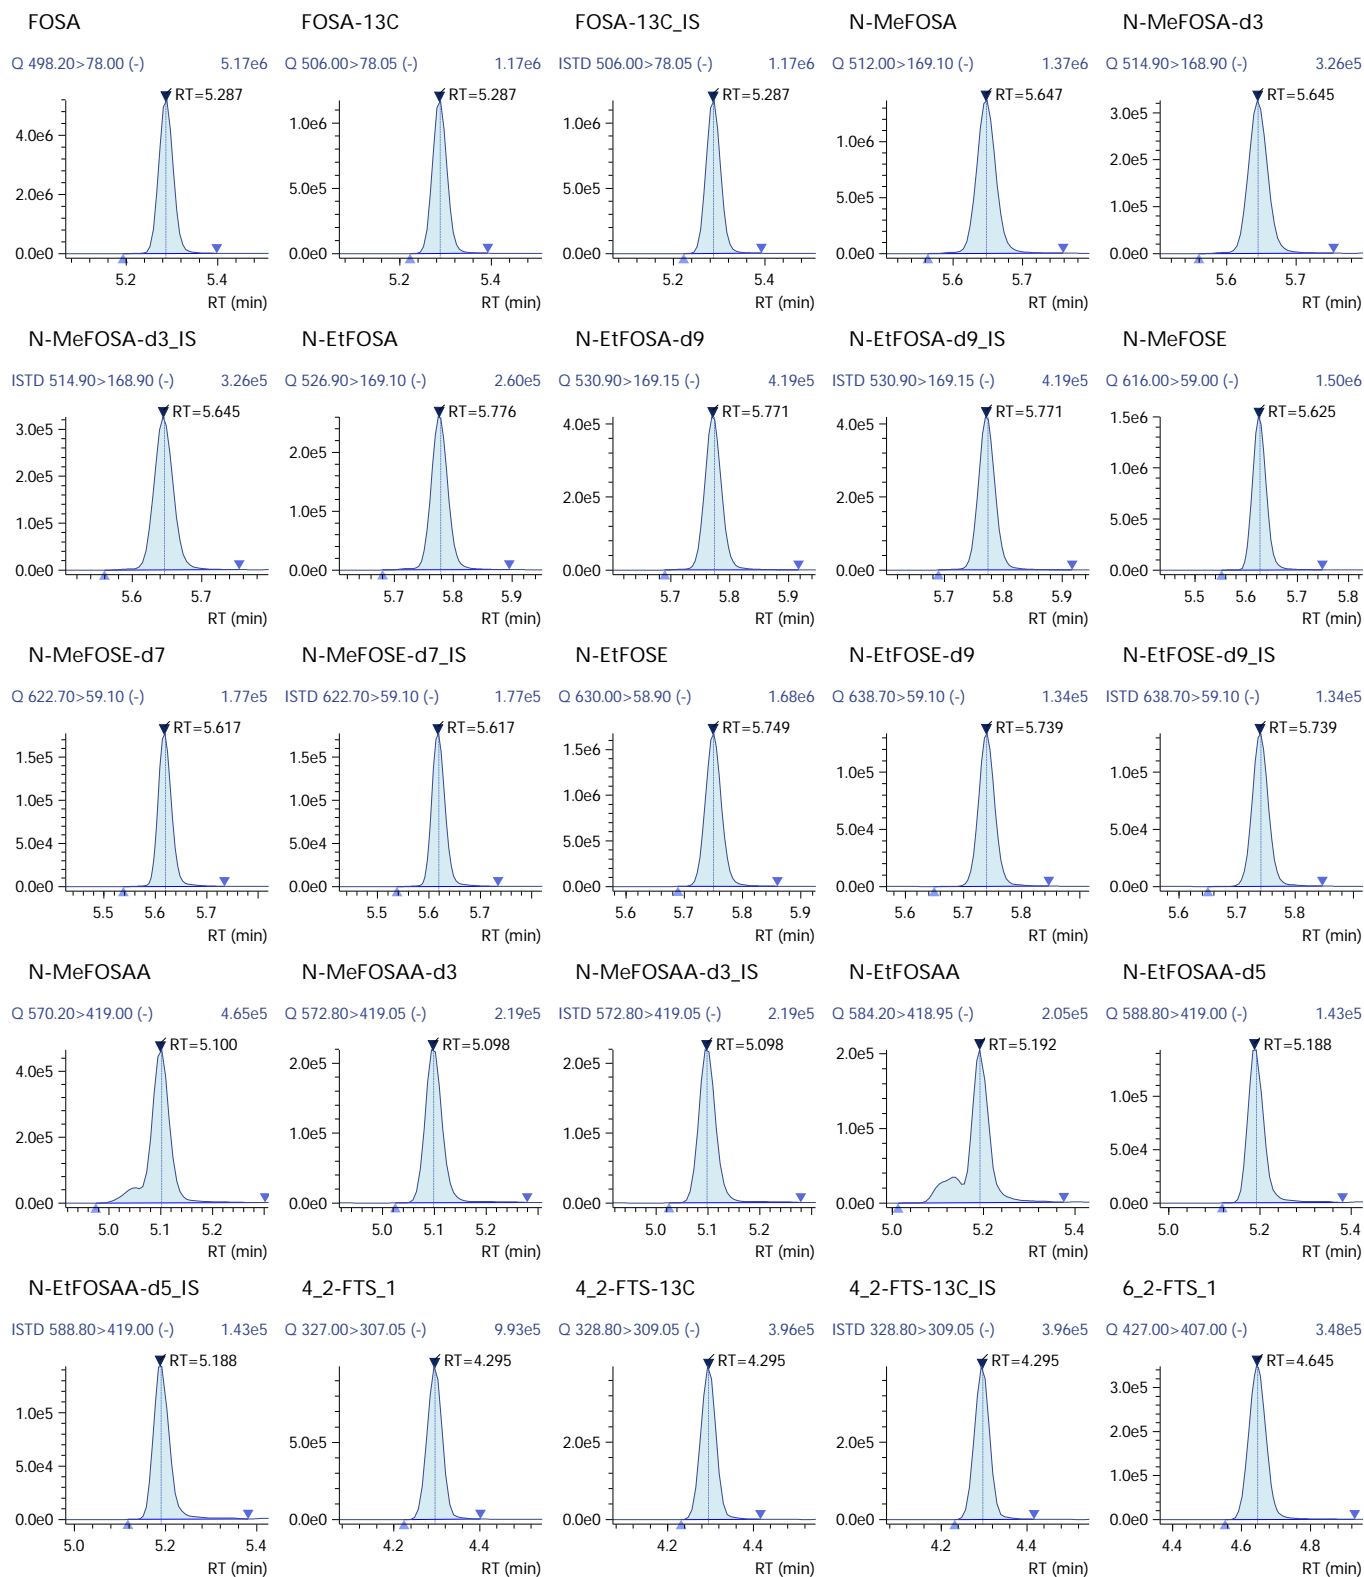 FOSA FOSA-13C FOSA-13C_IS N-MeFOSA N-MeFOSA-d3
Q 498.20>78.00 (-) 5.17e6 Q 506.00>78.05 (-) 1.17e6 ISTD 506.00>78.05 (-) 1.17e6 Q 512.00>169.10 (-) 1.37e6 Q 514.90>168.90 (-) 3.26e5
RT=5.287 RT=5.287 RT=5.287 RT=5.647 RT=5.645
4.0e6 2.0e6 0.0e0 1.0e6 5.0e5 0.0e0 1.0e6 5.0e5 0.0e0 1.0e6 5.0e5 0.0e0 3.0e5 2.0e5 1.0e5 0.0e0
5.2 5.4 5.2 5.4 5.2 5.4 5.6 5.7 5.6 5.7
RT (min) RT (min) RT (min) RT (min) RT (min)
N-MeFOSA-d3_IS N-EtFOSA N-EtFOSA-d9 N-EtFOSA-d9_IS N-MeFOSE
ISTD 514.90>168.90 (-) 3.26e5 Q 526.90>169.10 (-) 2.60e5 Q 530.90>169.15 (-) 4.19e5 ISTD 530.90>169.15 (-) 4.19e5 Q 616.00>59.00 (-) 1.50e6
RT=5.645 RT=5.776 RT=5.771 RT=5.771 RT=5.625
3.0e5 2.0e5 1.0e5 0.0e0 2.0e5 1.0e5 0.0e0 4.0e5 2.0e5 0.0e0 4.0e5 2.0e5 0.0e0 1.5e6 1.0e6 5.0e5 0.0e0
5.6 5.7 5.7 5.8 5.9 5.7 5.8 5.9 5.7 5.8 5.9 5.5 5.6 5.7 5.8
RT (min) RT (min) RT (min) RT (min) RT (min)
N-MeFOSE-d7 N-MeFOSE-d7_IS N-EtFOSE N-EtFOSE-d9 N-EtFOSE-d9_IS
Q 622.70>59.10 (-) 1.77e5 ISTD 622.70>59.10 (-) 1.77e5 Q 630.00>58.90 (-) 1.68e6 Q 638.70>59.10 (-) 1.34e5 ISTD 638.70>59.10 (-) 1.34e5
RT=5.617 RT=5.617 RT=5.749 RT=5.739 RT=5.739
1.5e5 1.0e5 5.0e4 0.0e0 1.5e5 1.0e5 5.0e4 0.0e0 1.5e6 1.0e6 5.0e5 0.0e0 1.0e5 5.0e4 0.0e0 1.0e5 5.0e4 0.0e0
5.5 5.6 5.7 5.5 5.6 5.7 5.6 5.7 5.8 5.9 5.6 5.7 5.8 5.6 5.7 5.8
RT (min) RT (min) RT (min) RT (min) RT (min)
N-MeFOSAA N-MeFOSAA-d3 N-MeFOSAA-d3_IS N-EtFOSAA N-EtFOSAA-d5
Q 570.20>419.00 (-) 4.65e5 Q 572.80>419.05 (-) 2.19e5 ISTD 572.80>419.05 (-) 2.19e5 Q 584.20>418.95 (-) 2.05e5 Q 588.80>419.00 (-) 1.43e5
RT=5.100 RT=5.098 RT=5.098 RT=5.192 RT=5.188
4.0e5 2.0e5 0.0e0 2.0e5 1.0e5 0.0e0 2.0e5 1.0e5 0.0e0 2.0e5 1.0e5 0.0e0 1.0e5 5.0e4 0.0e0
5.0 5.1 5.2 5.0 5.1 5.2 5.0 5.1 5.2 5.0 5.2 5.4 5.0 5.2 5.4
RT (min) RT (min) RT (min) RT (min) RT (min)
N-EtFOSAA-d5_IS 4_2-FTS_1 4_2-FTS-13C 4_2-FTS-13C_IS 6_2-FTS_1
ISTD 588.80>419.00 (-) 1.43e5 Q 327.00>307.05 (-) 9.93e5 Q 328.80>309.05 (-) 3.96e5 ISTD 328.80>309.05 (-) 3.96e5 Q 427.00>407.00 (-) 3.48e5
RT=5.188 RT=4.295 RT=4.295 RT=4.295 RT=4.645
1.0e5 5.0e4 0.0e0 5.0e5 0.0e0 2.0e5 0.0e0 2.0e5 0.0e0 3.0e5 2.0e5 1.0e5 0.0e0
5.0 5.2 5.4 4.2 4.4 4.2 4.4 4.2 4.4 4.4 4.6 4.8
RT (min) RT (min) RT (min) RT (min) RT (min)